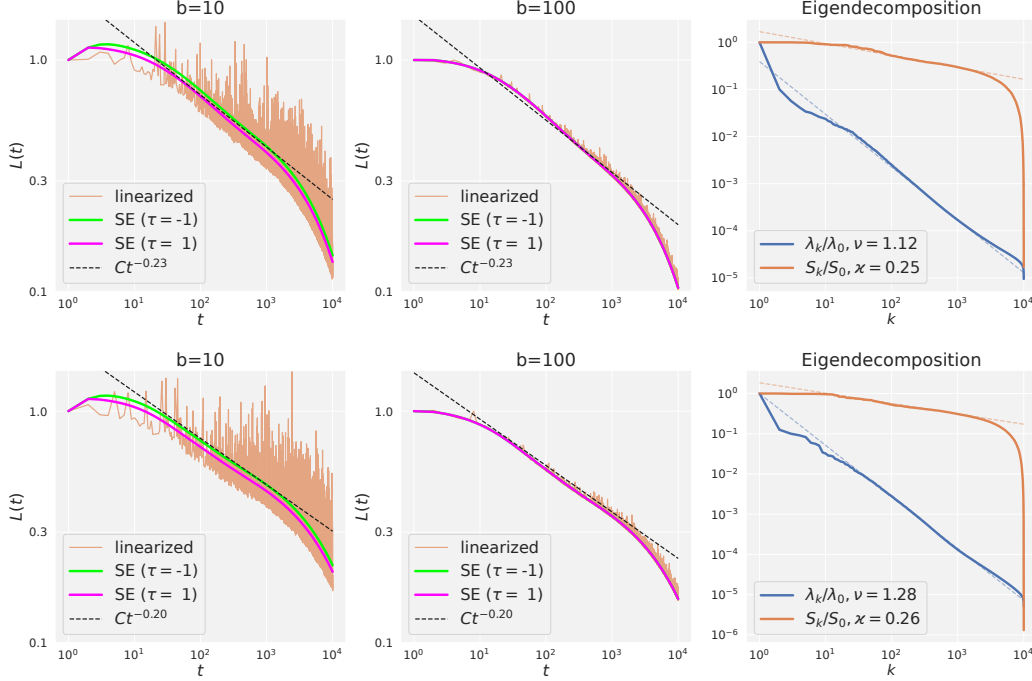 b=10
b=100
Eigendecomposition
L(t)
1.0
0.3
0.1
linearized
SE (τ = -1)
SE (τ = 1)
Ct^{-0.23}
10^0
10^1
10^2
10^3
10^4
t
L(t)
1.0
0.3
0.1
linearized
SE (τ = -1)
SE (τ = 1)
Ct^{-0.23}
10^0
10^1
10^2
10^3
10^4
t
10^0
10^{-1}
10^{-2}
10^{-3}
10^{-4}
10^{-5}
λ_k/λ_0, ν = 1.12
S_k/S_0, ϰ = 0.25
10^0
10^1
10^2
10^3
10^4
k
b=10
b=100
Eigendecomposition
L(t)
1.0
0.3
0.1
linearized
SE (τ = -1)
SE (τ = 1)
Ct^{-0.20}
10^0
10^1
10^2
10^3
10^4
t
L(t)
1.0
0.3
0.1
linearized
SE (τ = -1)
SE (τ = 1)
Ct^{-0.20}
10^0
10^1
10^2
10^3
10^4
t
10^0
10^{-1}
10^{-2}
10^{-3}
10^{-4}
10^{-5}
10^{-6}
λ_k/λ_0, ν = 1.28
S_k/S_0, ϰ = 0.26
10^0
10^1
10^2
10^3
10^4
k